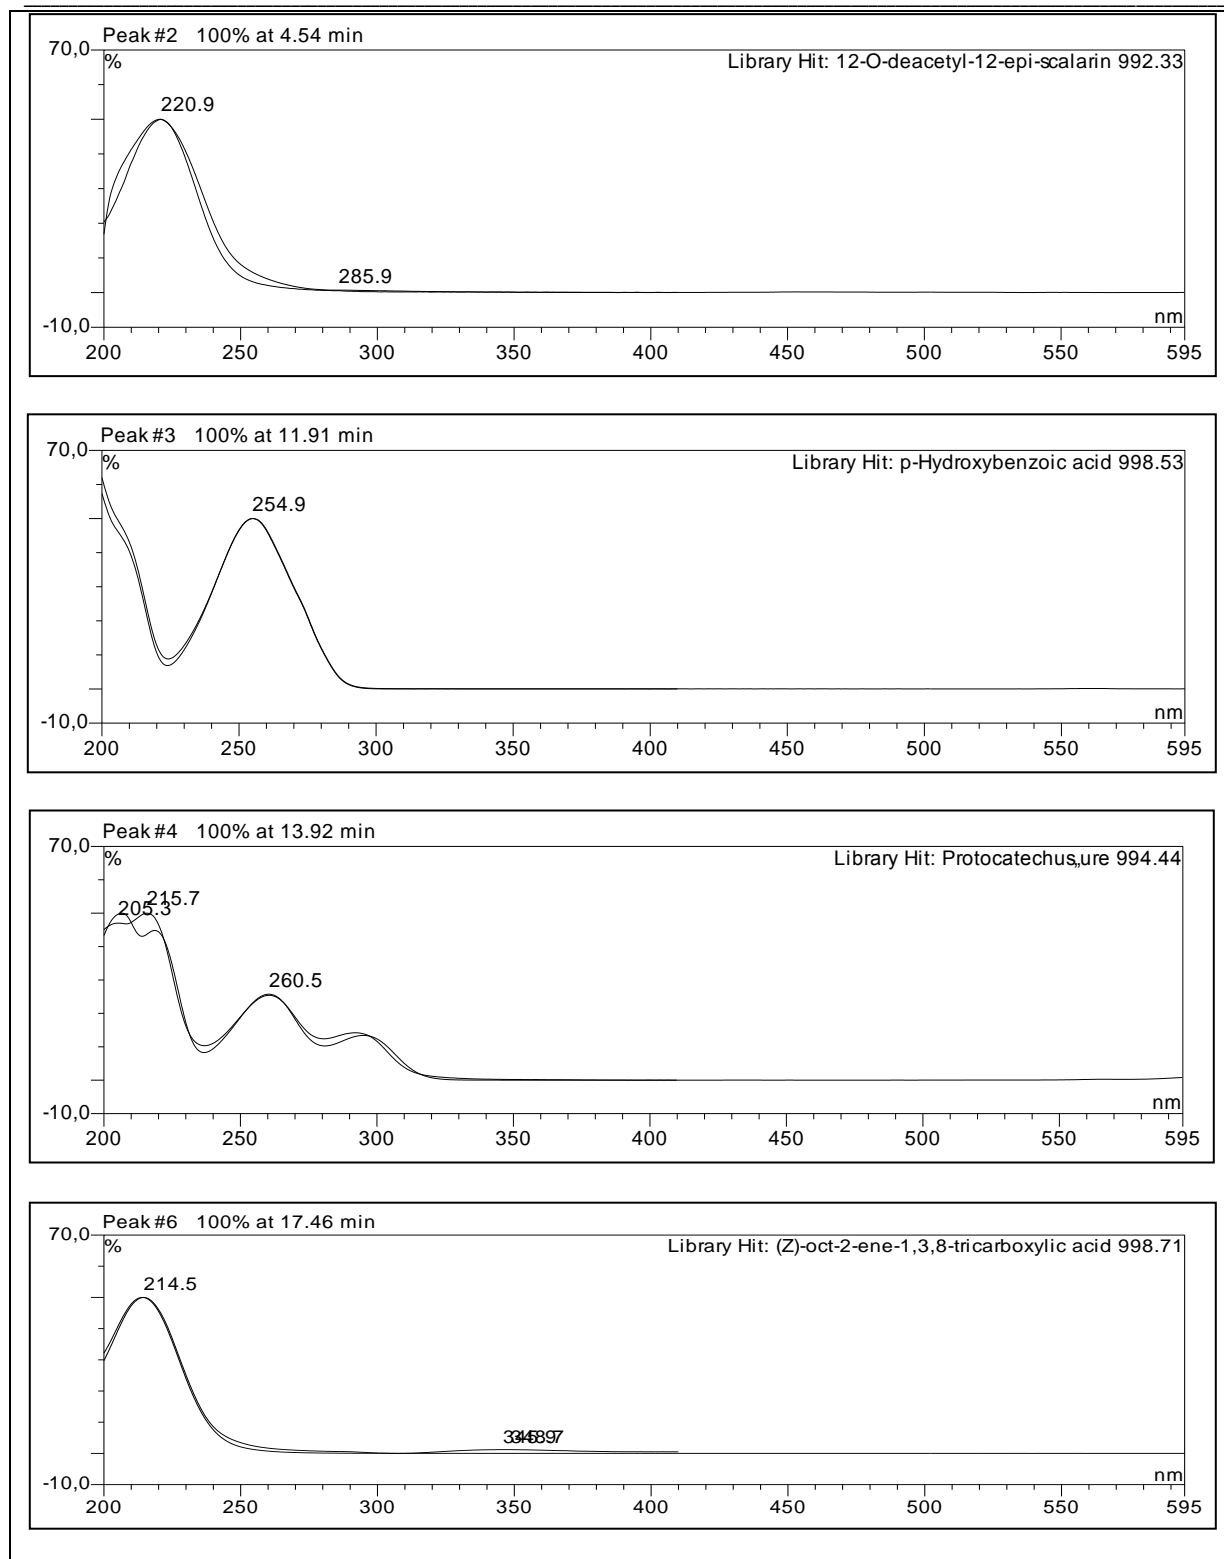 Peak #2 100% at 4.54 min
70,0
%
Library Hit: 12-O-deacetyl-12-epi-scalarin 992.33
220.9
285.9
-10,0
nm
200 250 300 350 400 450 500 550 595
Peak #3 100% at 11.91 min
70,0
%
Library Hit: p-Hydroxybenzoic acid 998.53
254.9
-10,0
nm
200 250 300 350 400 450 500 550 595
Peak #4 100% at 13.92 min
70,0
%
Library Hit: Protocatechus„ure 994.44
215.7
205.3
260.5
-10,0
nm
200 250 300 350 400 450 500 550 595
Peak #6 100% at 17.46 min
70,0
%
Library Hit: (Z)-oct-2-ene-1,3,8-tricarboxylic acid 998.71
214.5
-10,0
nm
200 250 300 350 400 450 500 550 595